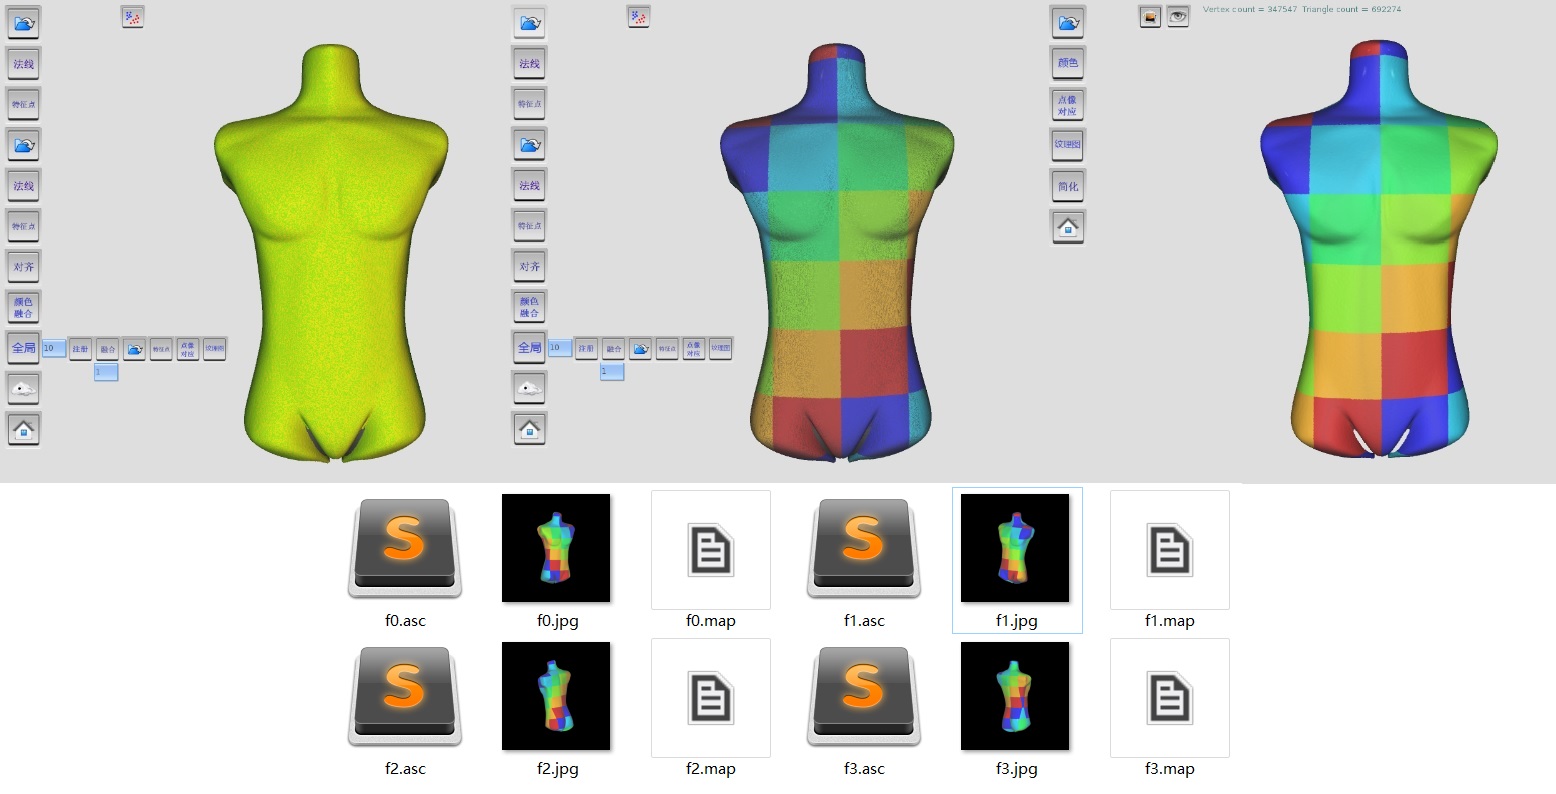 法线
特征点
法线
特征点
对齐
颜色
融合
全局
10
注册
融合
特征点
点像
对应
纹理图
1
法线
特征点
法线
特征点
对齐
颜色
融合
全局
10
注册
融合
特征点
点像
对应
纹理图
1
Vertex count = 347547 Triangle count = 692274
颜色
点像
对应
纹理图
简化
f0.asc
f0.jpg
f0.map
f1.asc
f1.jpg
f1.map
f2.asc
f2.jpg
f2.map
f3.asc
f3.jpg
f3.map